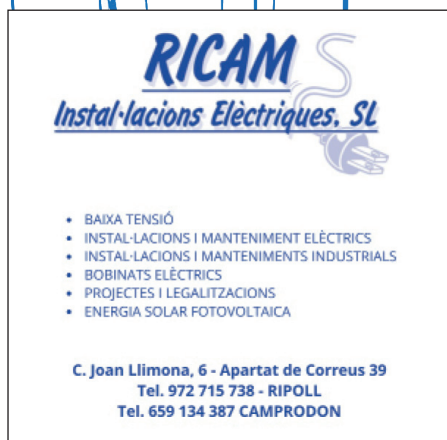 RICAM
Instal·lacions Elèctriques, SL
• BAIXA TENSIÓ
• INSTAL·LACIONS I MANTENIMENT ELÈCTRICS
• INSTAL·LACIONS I MANTENIMENTS INDUSTRIALS
• BOBINATS ELÈCTRICS
• PROJECTES I LEGALITZACIONS
• ENERGIA SOLAR FOTOVOLTAICA
C. Joan Llimona, 6 - Apartat de Correus 39
Tel. 972 715 738 - RIPOLL
Tel. 659 134 387 CAMPRODON